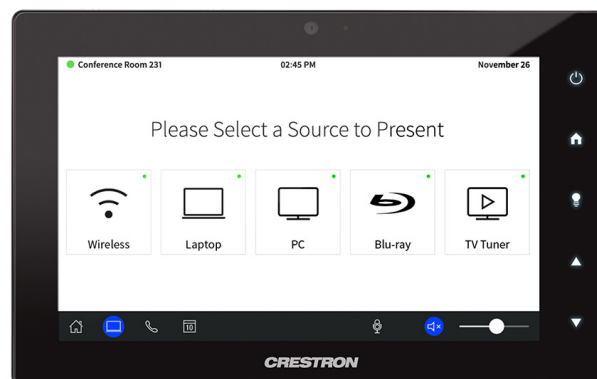 Conference Room 231 02:45 PM November 26
Please Select a Source to Present
Wireless Laptop PC Blu-ray TV Tuner
10
CRESTRON